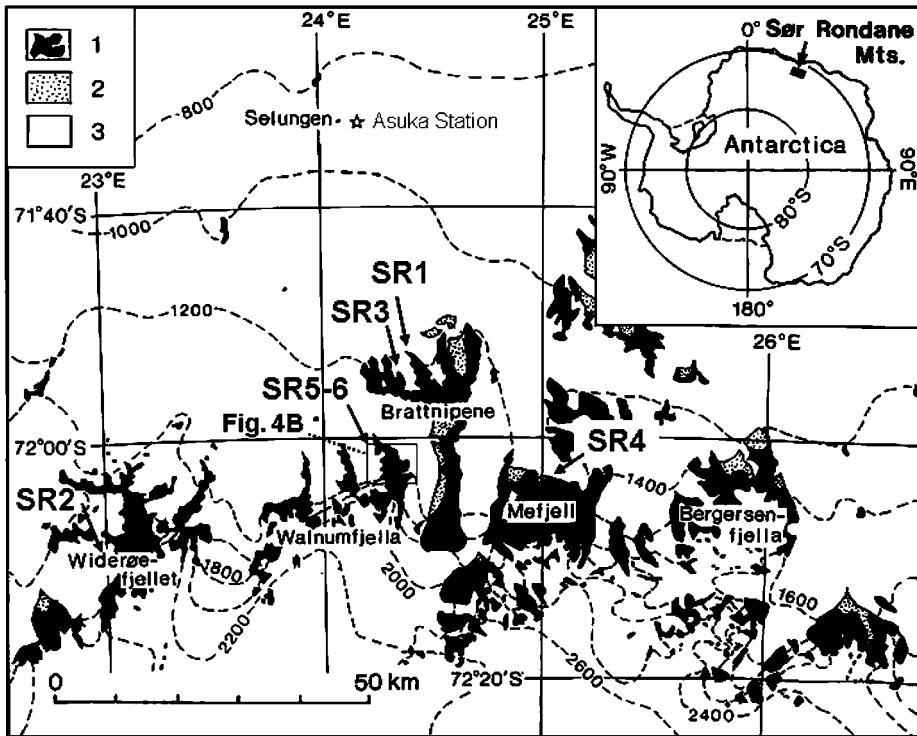 1
2
3
24°E
25°E
0° Sør Rondane
Mts.
Antarctica
90°W
90°E
80°S
70°S
180°
800
Sølungen
Asuka Station
23°E
71°40′S
1000
SR1
SR3
1200
26°E
SR5-6
Brattnipene
Fig. 4B
72°00′S
SR4
1400
SR2
Mefjell
Bergersen-
fjella
Walnumfjella
Widerøe-
fjellet
1800
2000
2200
1600
0
50 km
72°20′S
2600
2400